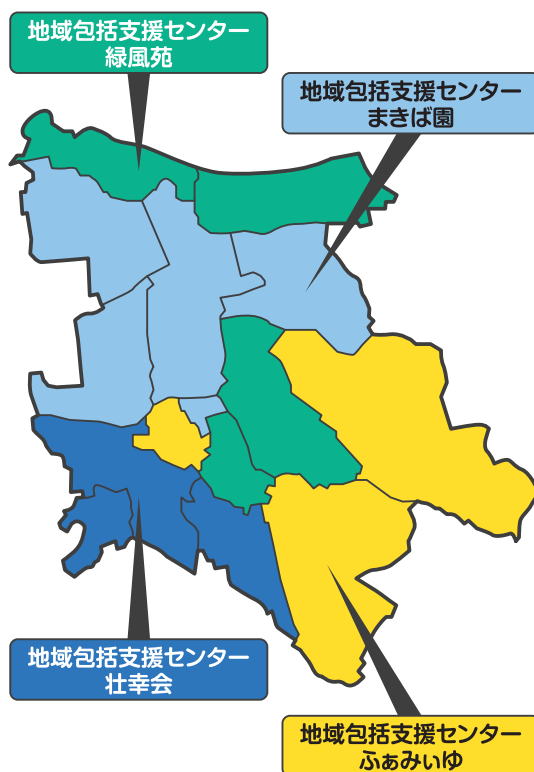 地域包括支援センター
緑風苑
地域包括支援センター
まきば園
地域包括支援センター
壮幸会
地域包括支援センター
ふぁみぃゆ